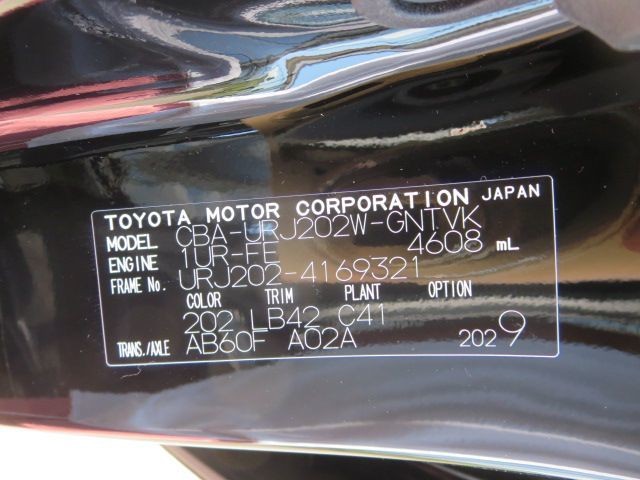 TOYOTA MOTOR CORPORATION JAPAN
MODEL CBA-URJ202W-GNTVK
ENGINE 1UR-FE 4608 mL
FRAME No. URJ202-4169321
COLOR TRIM PLANT OPTION
202 LB42 C41
TRANS./AXLE AB60F A02A 2029